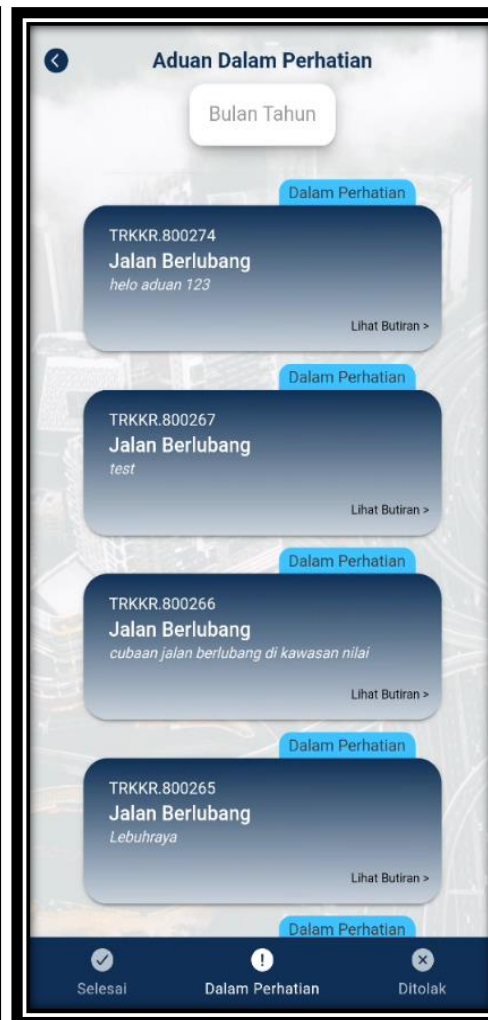 Aduan Dalam Perhatian
Bulan Tahun
Dalam Perhatian
TRKKR.800274
Jalan Berlubang
helo aduan 123
Lihat Butiran >
Dalam Perhatian
TRKKR.800267
Jalan Berlubang
test
Lihat Butiran >
Dalam Perhatian
TRKKR.800266
Jalan Berlubang
cubaan jalan berlubang di kawasan nilai
Lihat Butiran >
Dalam Perhatian
TRKKR.800265
Jalan Berlubang
Lebuhraya
Lihat Butiran >
Dalam Perhatian
Selesai Dalam Perhatian Ditolak